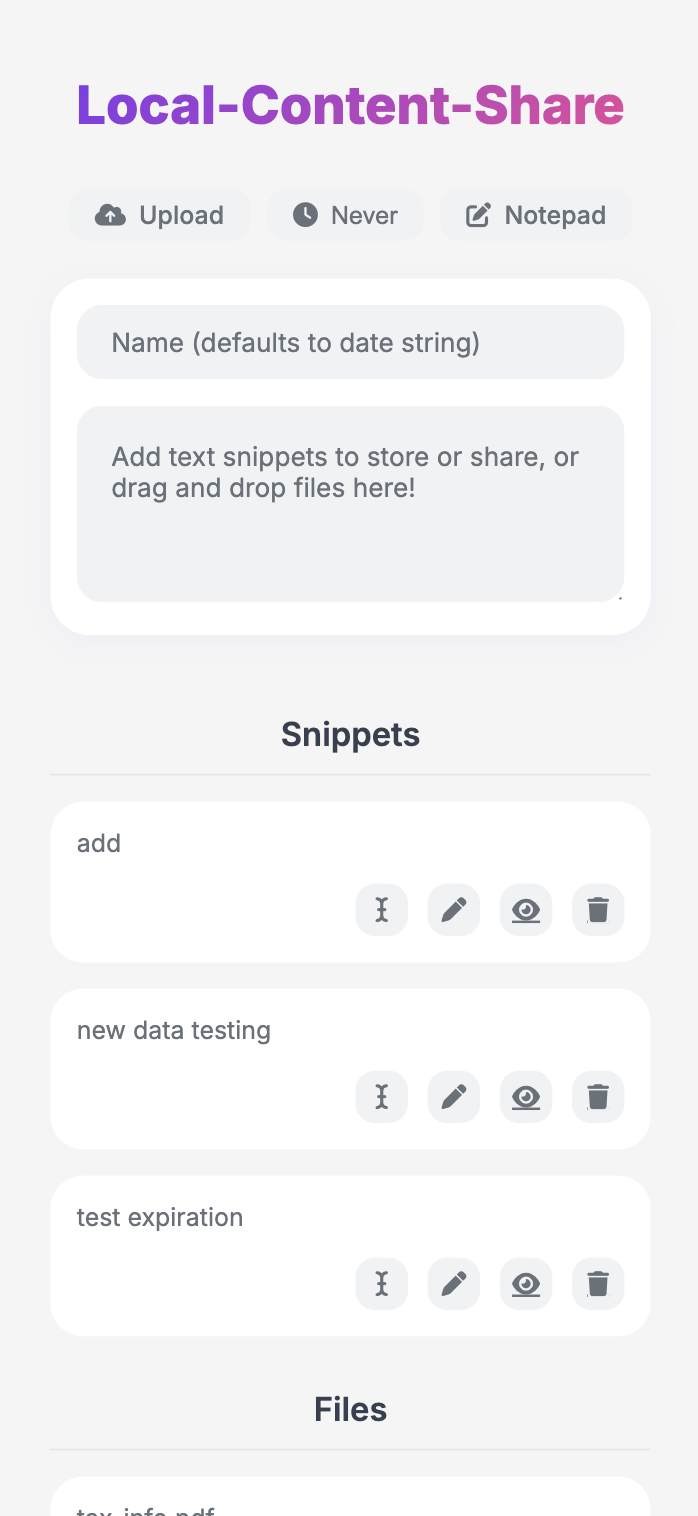 Local-Content-Share
Upload
Never
Notepad
Name (defaults to date string)
Add text snippets to store or share, or
drag and drop files here!
Snippets
add
new data testing
test expiration
Files